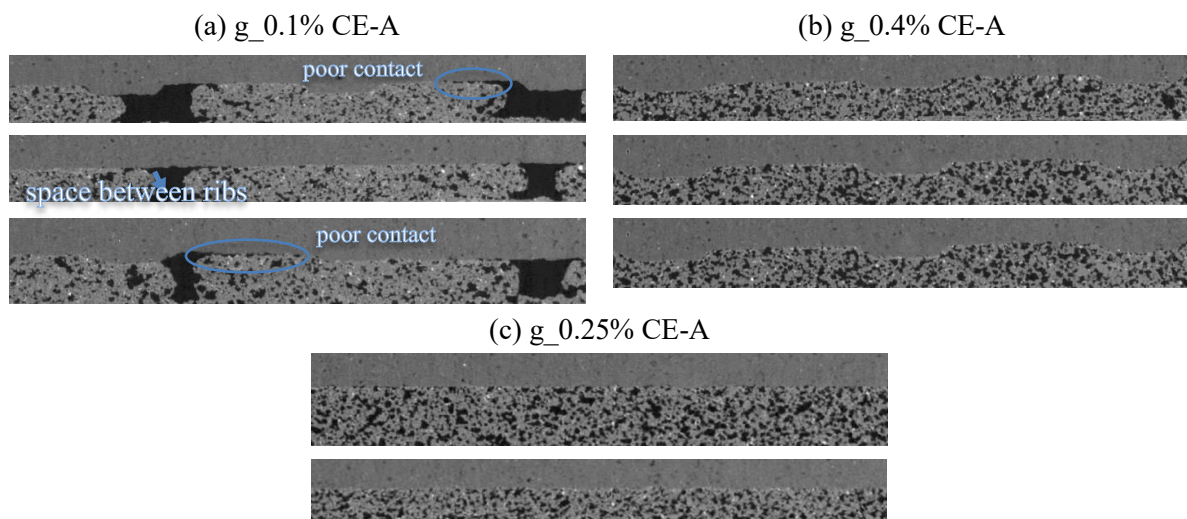 (a) g_0.1% CE-A
(b) g_0.4% CE-A
poor contact
space between ribs
poor contact
(c) g_0.25% CE-A